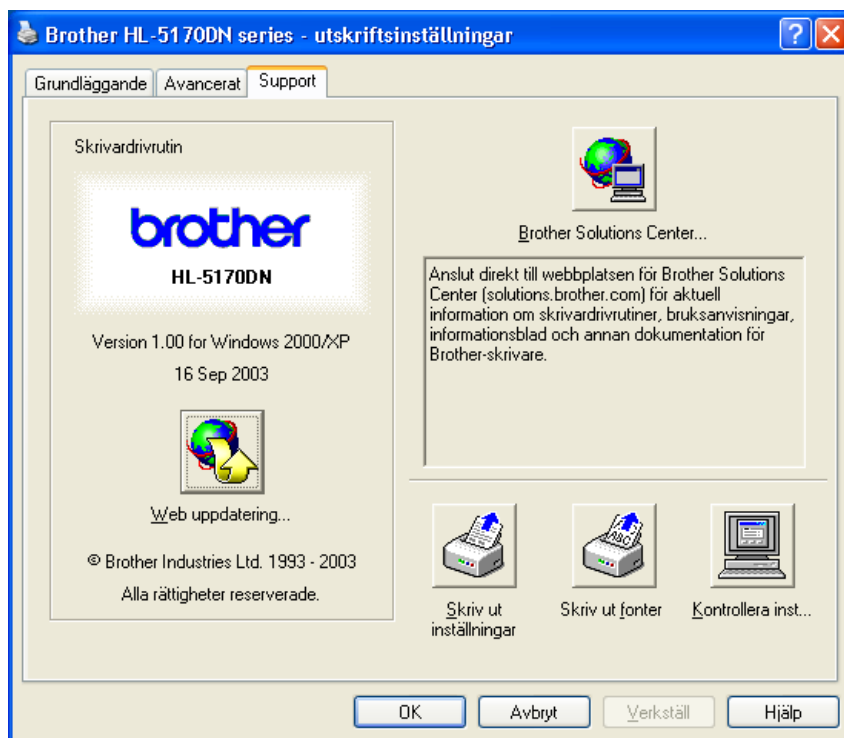 Brother HL-5170DN series - utskriftsinställningar
Grundläggande Avancerat Support
Skrivardrivrutin
brother
HL-5170DN
Version 1.00 for Windows 2000/XP
16 Sep 2003
Web uppdatering...
© Brother Industries Ltd. 1993 - 2003
Alla rättigheter reserverade.
Brother Solutions Center...
Anslut direkt till webbplatsen för Brother Solutions
Center (solutions.brother.com) för aktuell
information om skrivardrivrutiner, bruksanvisningar,
informationsblad och annan dokumentation för
Brother-skrivare.
Skriv ut
inställningar
Skriv ut fonter
Kontrollera inst...
OK Avbryt Verkställ Hjälp